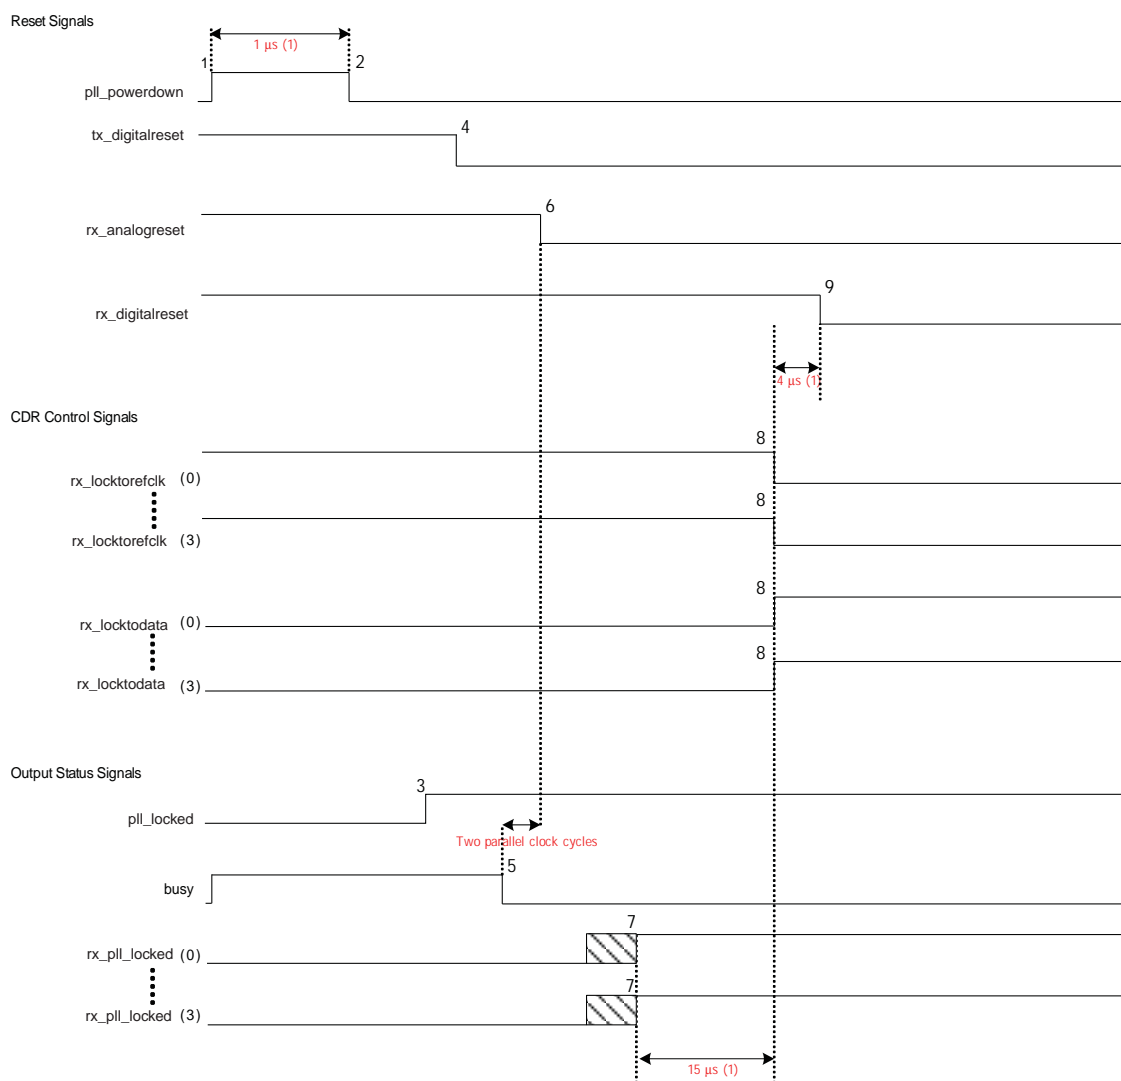 Reset Signals
1 µs (1)
1
2
pll_powerdown
tx_digitalreset
4
6
rx_analogreset
9
rx_digitalreset
4 µs (1)
CDR Control Signals
8
rx_locktorefclk (0)
8
rx_locktorefclk (3)
8
rx_locktodata (0)
8
rx_locktodata (3)
Output Status Signals
3
pll_locked
Two parallel clock cycles
5
busy
7
rx_pll_locked (0)
7
rx_pll_locked (3)
15 µs (1)